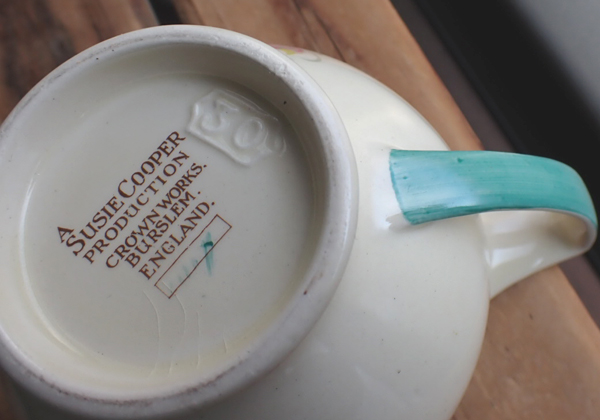 30
A
SUSIE COOPER
PRODUCTION
CROWN WORKS.
BURSLEM.
ENGLAND.